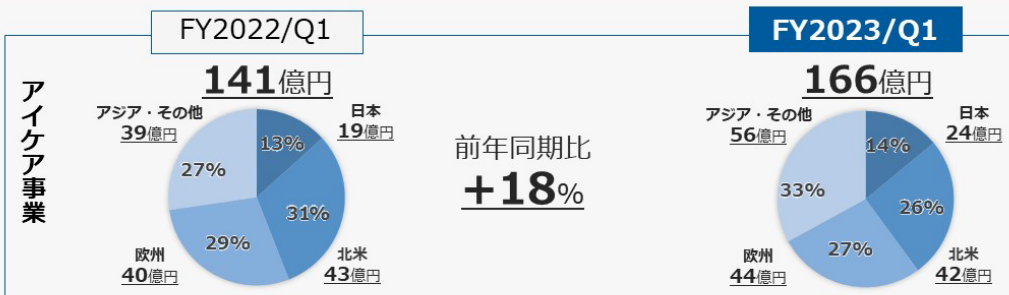 FY2022/Q1
FY2023/Q1
アイケア事業
141億円
アジア・その他
39億円
日本
19億円
13%
27%
31%
29%
欧州
40億円
北米
43億円
前年同期比
+18%
166億円
アジア・その他
56億円
日本
24億円
14%
33%
26%
27%
欧州
44億円
北米
42億円